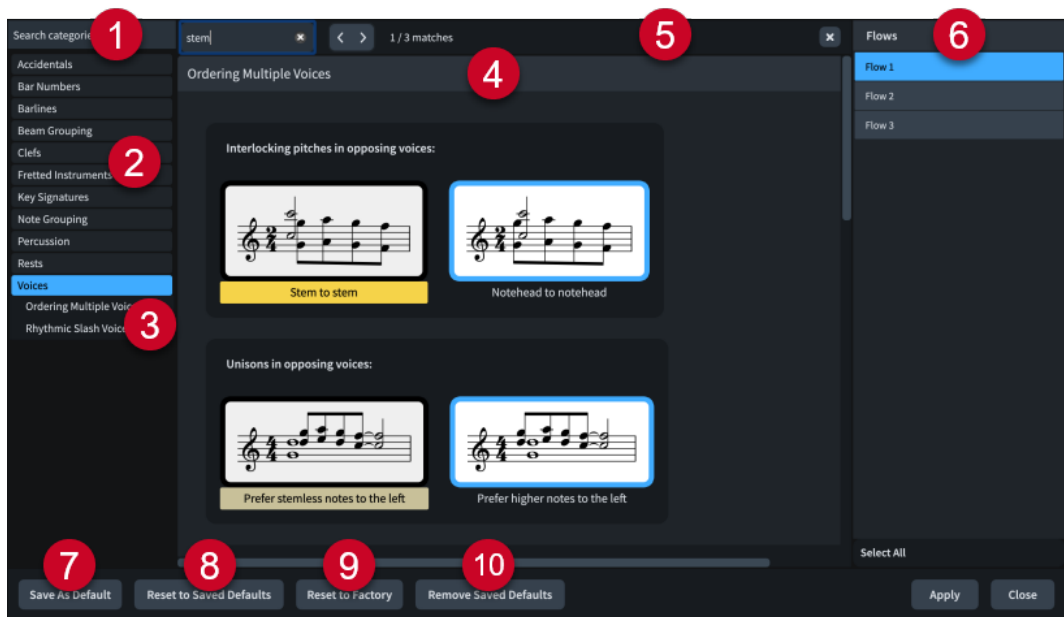 Search categorie
1
stem
1 / 3 matches
5
Flows
6
Accidentals
Bar Numbers
Barlines
Beam Grouping
Clefs
Fretted Instruments
Key Signatures
Note Grouping
Percussion
Rests
Voices
Ordering Multiple Voic
Rhythmic Slash Voice
2
3
Ordering Multiple Voices
4
Interlocking pitches in opposing voices:
Stem to stem
Notehead to notehead
Unisons in opposing voices:
Prefer stemless notes to the left
Prefer higher notes to the left
Flow 1
Flow 2
Flow 3
Select All
7
8
9
10
Save As Default
Reset to Saved Defaults
Reset to Factory
Remove Saved Defaults
Apply
Close